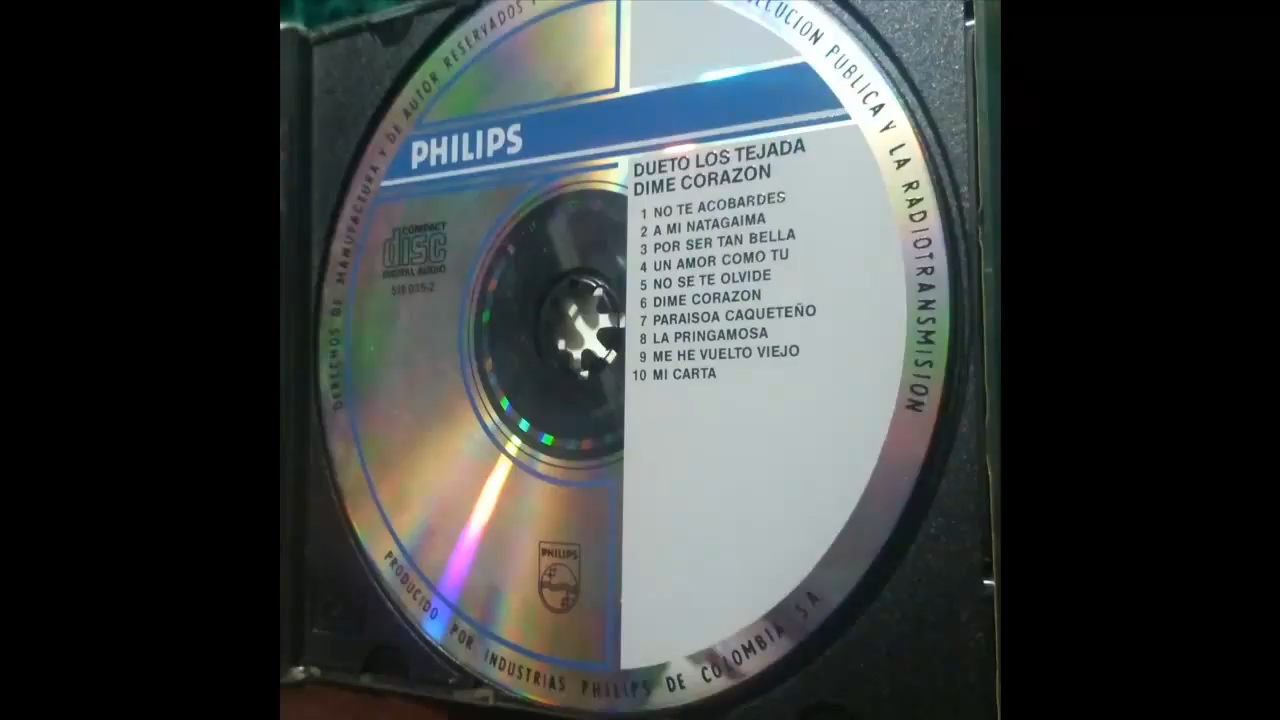 DERECHOS DE MANUFACTURA Y DE AUTOR RESERVADOS
PUBLICA Y LA RADIOTRANSMISION
PHILIPS
COMPACT
disc
DIGITAL AUDIO
DUETO LOS TEJADA
DIME CORAZON
1 NO TE ACOBARDES
2 A MI NATAGAIMA
3 POR SER TAN BELLA
4 UN AMOR COMO TU
5 NO SE TE OLVIDE
6 DIME CORAZON
7 PARAISOA CAQUETEÑO
8 LA PRINGAMOSA
9 ME HE VUELTO VIEJO
10 MI CARTA
PHILIPS
PRODUCIDO POR INDUSTRIAS PHILIPS DE COLOMBIA S A